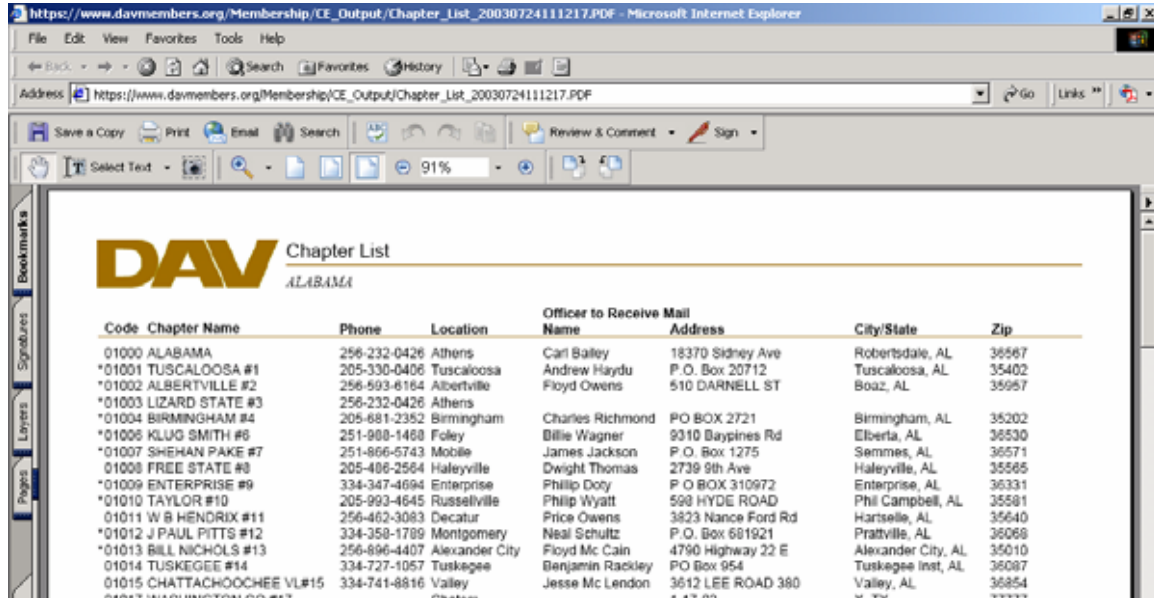 https://www.davmembers.org/Membership/CE_Output/Chapter_List_20030724111217.PDF - Microsoft Internet Explorer
File Edit View Favorites Tools Help
Back Search Favorites History
Address https://www.davmembers.org/Membership/CE_Output/Chapter_List_20030724111217.PDF Go Links »
Save a Copy Print Email Search Review & Comment Sign
Select Text 91%
Bookmarks
Signatures
Layers
Pages
DAV Chapter List
ALABAMA
Officer to Receive Mail
Code Chapter Name Phone Location Name Address City/State Zip
01000 ALABAMA 256-232-0426 Athens Carl Bailey 18370 Sidney Ave Robertsdale, AL 36567
*01001 TUSCALOOSA #1 205-330-0406 Tuscaloosa Andrew Haydu P.O. Box 20712 Tuscaloosa, AL 35402
*01002 ALBERTVILLE #2 256-593-6164 Albertville Floyd Owens 510 DARNELL ST Boaz, AL 35957
*01003 LIZARD STATE #3 256-232-0426 Athens
*01004 BIRMINGHAM #4 205-681-2352 Birmingham Charles Richmond PO BOX 2721 Birmingham, AL 35202
*01006 KLUG SMITH #6 251-988-1468 Foley Billie Wagner 9310 Baypines Rd Elberta, AL 36530
*01007 SHEHAN PAKE #7 251-866-5743 Mobile James Jackson P.O. Box 1275 Semmes, AL 36571
01008 FREE STATE #8 205-486-2564 Haleyville Dwight Thomas 2739 9th Ave Haleyville, AL 35565
*01009 ENTERPRISE #9 334-347-4694 Enterprise Phillip Doty P O BOX 310972 Enterprise, AL 36331
*01010 TAYLOR #10 205-993-4645 Russellville Philip Wyatt 598 HYDE ROAD Phil Campbell, AL 35581
01011 W B HENDRIX #11 256-462-3083 Decatur Price Owens 3823 Nance Ford Rd Hartselle, AL 35640
*01012 J PAUL PITTS #12 334-358-1789 Montgomery Neal Schultz P.O. Box 681921 Prattville, AL 36068
*01013 BILL NICHOLS #13 256-896-4407 Alexander City Floyd Mc Cain 4790 Highway 22 E Alexander City, AL 35010
01014 TUSKEGEE #14 334-727-1057 Tuskegee Benjamin Rackley PO Box 954 Tuskegee Inst, AL 36087
01015 CHATTACHOOCHEE VL#15 334-741-8816 Valley Jesse Mc Lendon 3612 LEE ROAD 380 Valley, AL 36854